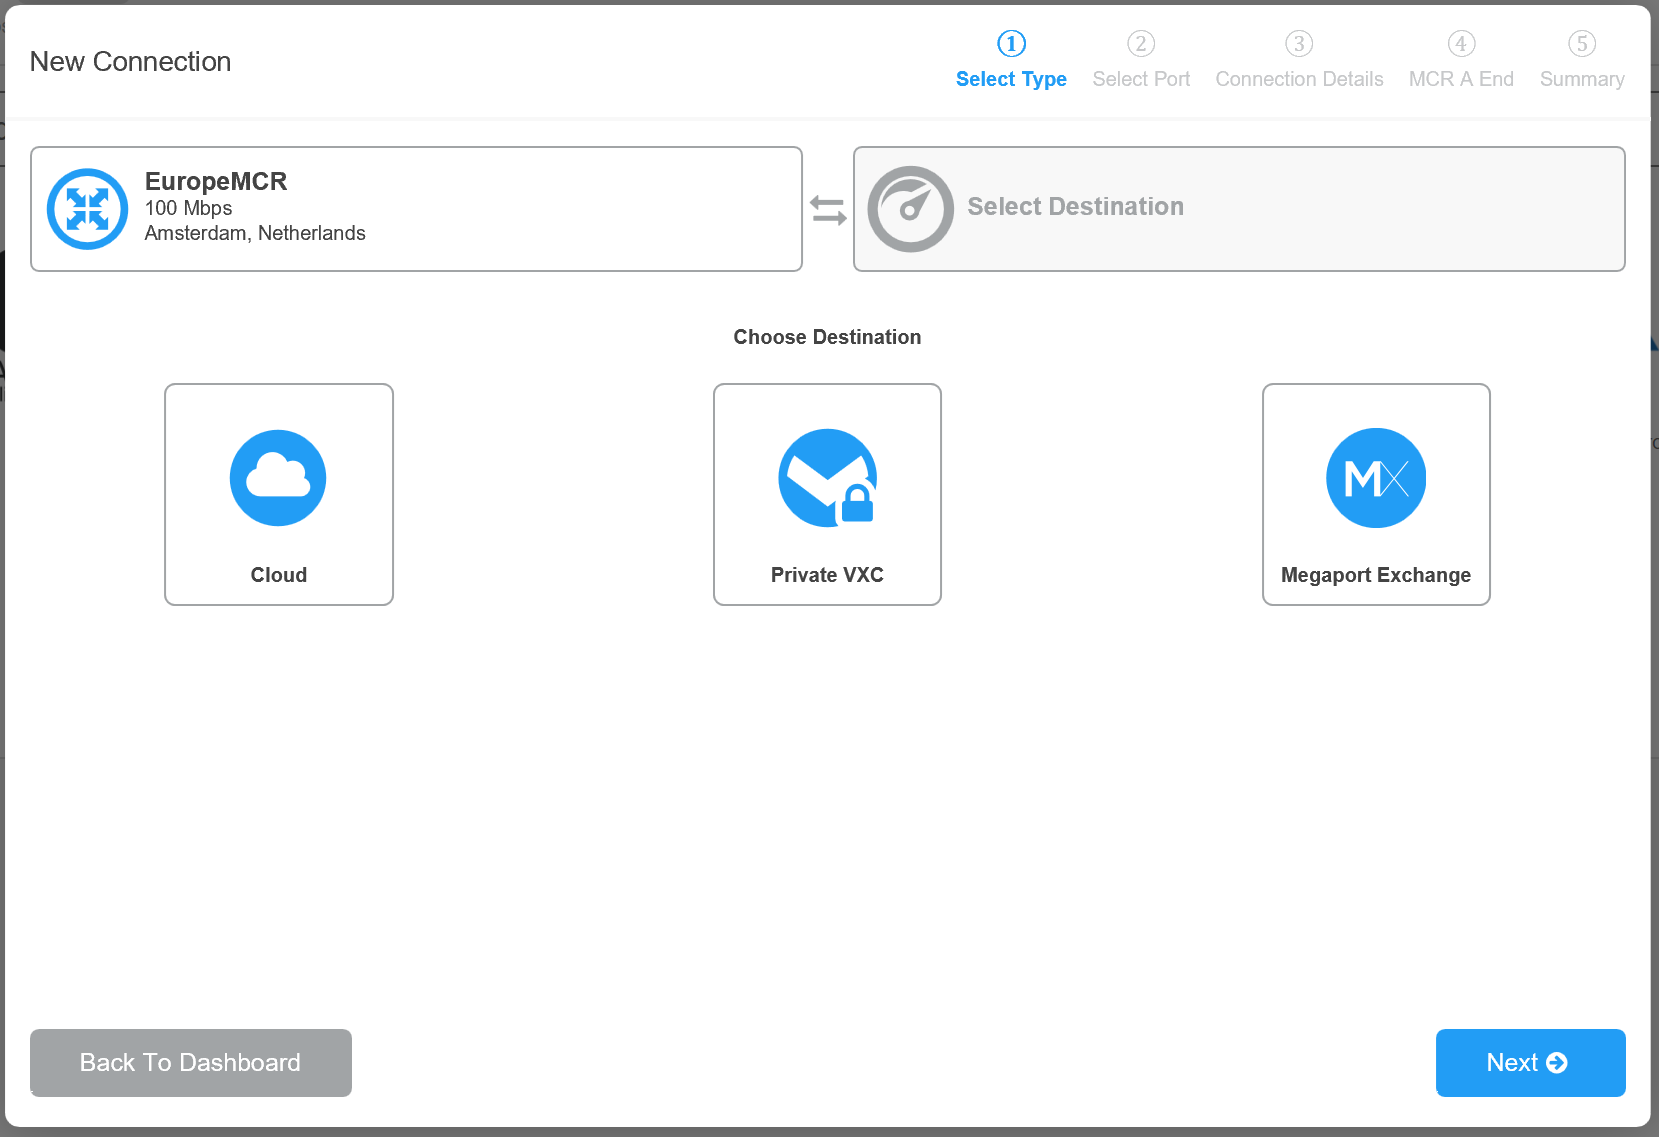 New Connection
1
Select Type
2
Select Port
3
Connection Details
4
MCR A End
5
Summary
EuropeMCR
100 Mbps
Amsterdam, Netherlands
Select Destination
Choose Destination
Cloud
Private VXC
MX
Megaport Exchange
Back To Dashboard
Next